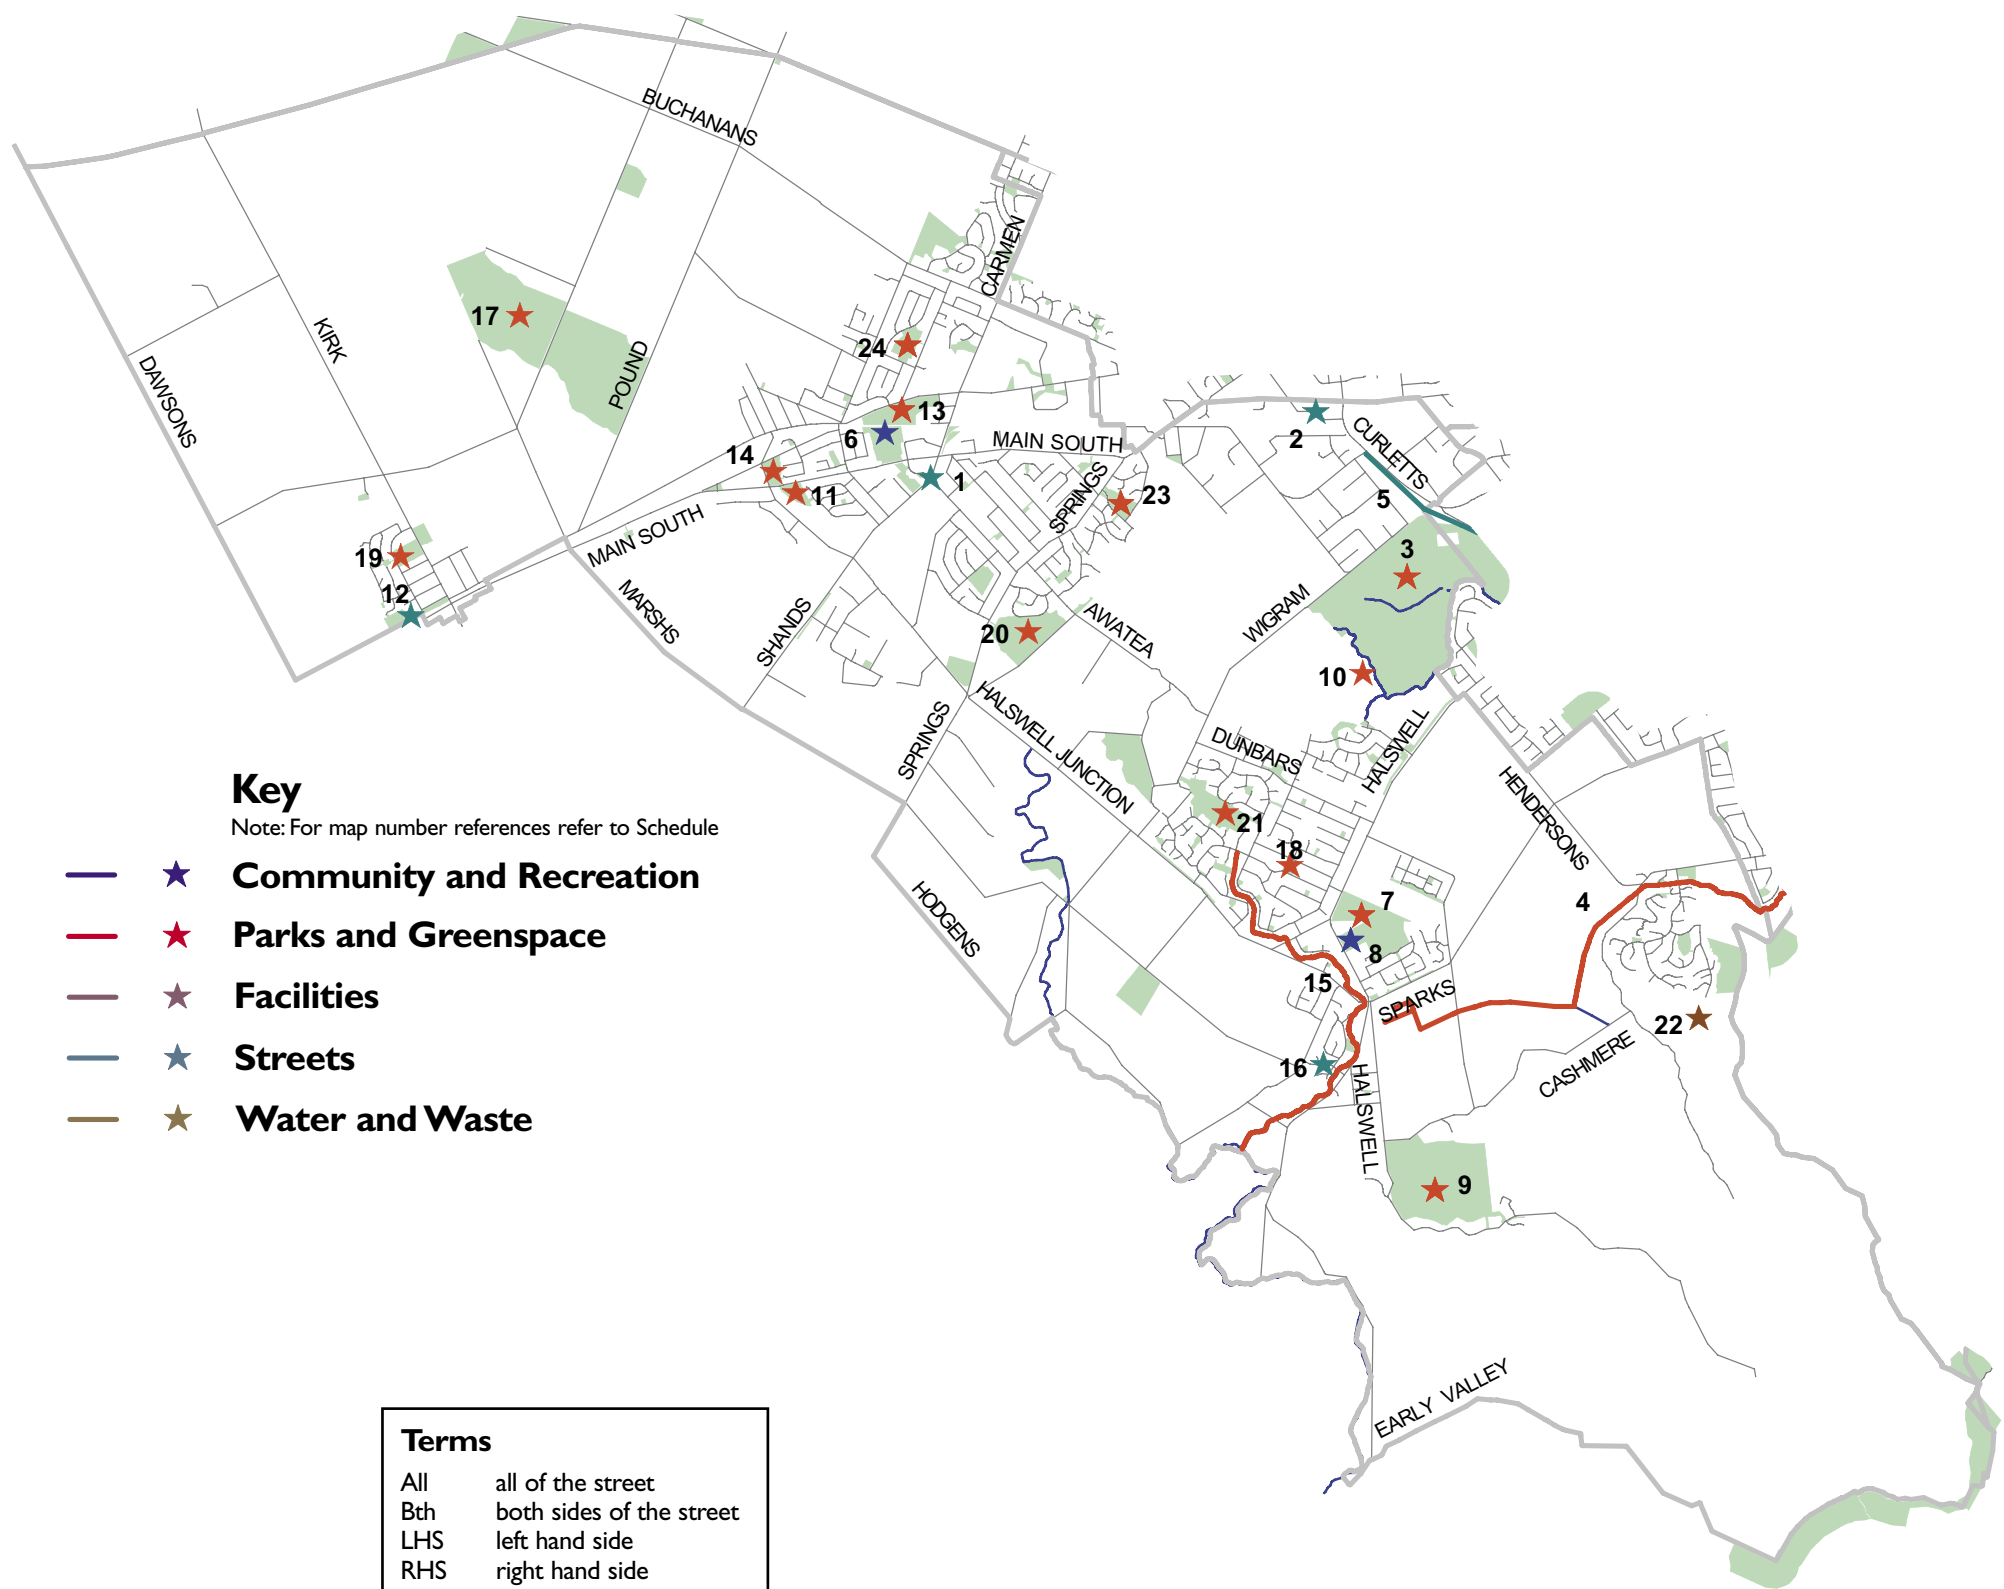 BUCHANANS
CARMEN
KIRK
17
POUND
24
DAWSONS
13
6
MAIN SOUTH
2
CURLETTS
14
11
1
SPRINGS
23
5
MAIN SOUTH
3
19
12
MARSHS
SHANDS
20
AWATEA
WIGRAM
10
HALSWELL JUNCTION
SPRINGS
DUNBARS
HALSWELL
HENDERSONS
21
18
HODGENS
7
4
8
15
SPARKS
22
CASHMERE
16
HALSWELL
9
EARLY VALLEY
Key
Note: For map number references refer to Schedule
Community and Recreation
Parks and Greenspace
Facilities
Streets
Water and Waste
Terms
All all of the street
Bth both sides of the street
LHS left hand side
RHS right hand side